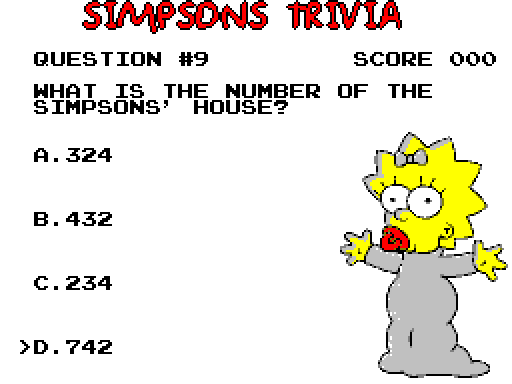 SIMPSONS TRIVIA
QUESTION #9 SCORE 000
WHAT IS THE NUMBER OF THE
SIMPSONS' HOUSE?
A.324
B.432
C.234
>D.742